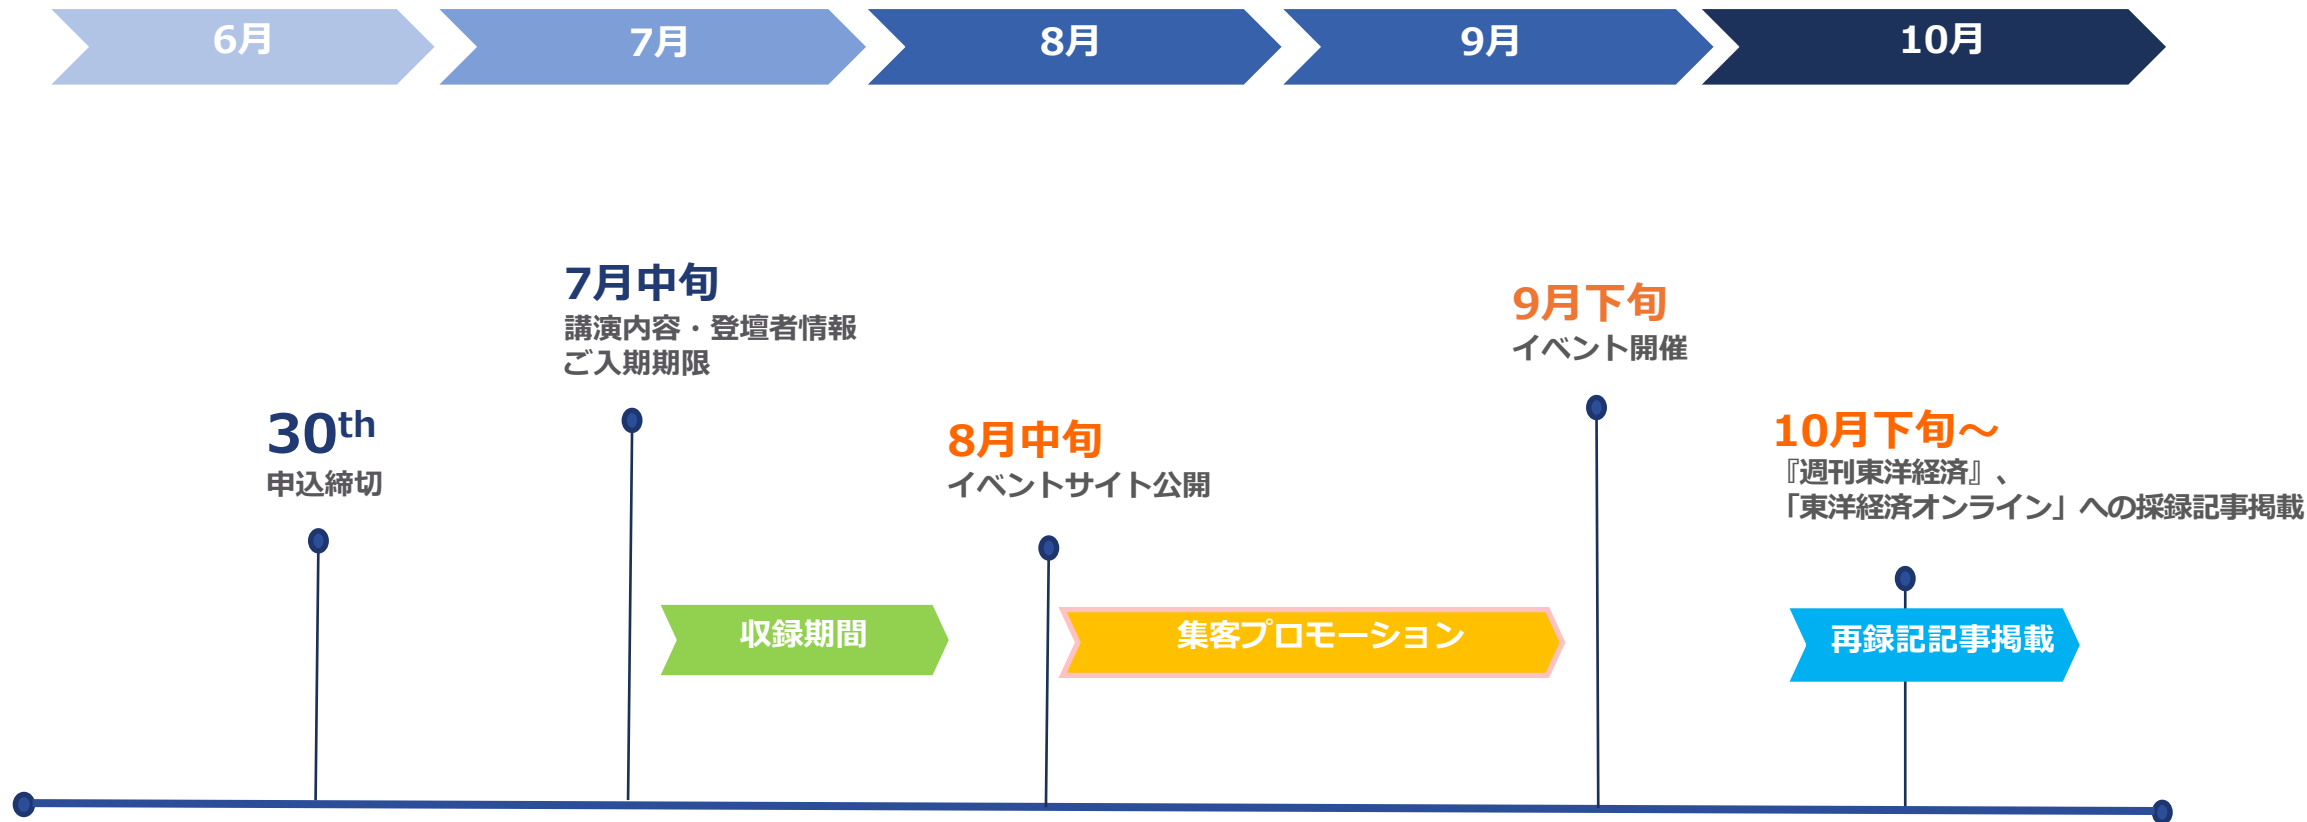 6月
7月
8月
9月
10月
7月中旬
講演内容・登壇者情報
ご入期期限
9月下旬
イベント開催
30th
申込締切
8月中旬
イベントサイト公開
10月下旬～
『週刊東洋経済』、
「東洋経済オンライン」への採録記事掲載
収録期間
集客プロモーション
再録記記事掲載